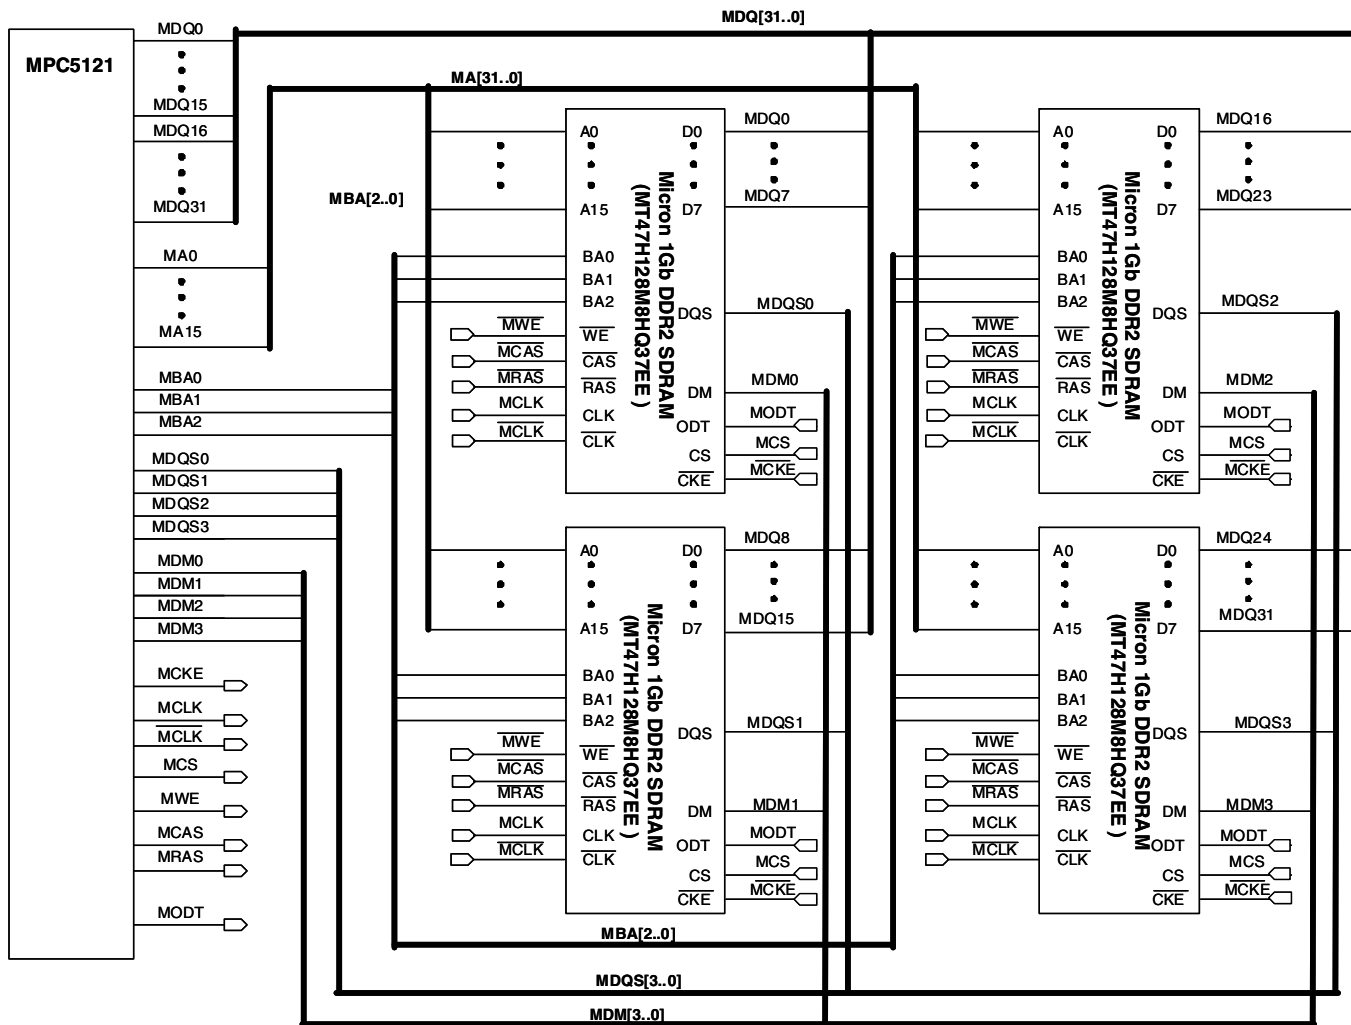 MDQ[31..0]
MPC5121
MDQ0
MDQ15
MDQ16
MDQ31
MA0
MA15
MBA0
MBA1
MBA2
MDQS0
MDQS1
MDQS2
MDQS3
MDM0
MDM1
MDM2
MDM3
MCKE
MCLK
MCLK
MCS
MWE
MCAS
MRAS
MODT
MA[31..0]
MBA[2..0]
A0
A15
BA0
BA1
BA2
MWE
WE
MCAS
CAS
MRAS
RAS
MCLK
CLK
MCLK
CLK
Micron 1Gb DDR2 SDRAM
(MT47H128M8HQ37EE )
D0
MDQ0
D7
MDQ7
DQS
MDQS0
DM
MDM0
ODT
MODT
CS
MCS
CKE
MCKE
A0
A15
BA0
BA1
BA2
MWE
WE
MCAS
CAS
MRAS
RAS
MCLK
CLK
MCLK
CLK
Micron 1Gb DDR2 SDRAM
(MT47H128M8HQ37EE )
D0
MDQ16
D7
MDQ23
DQS
MDQS2
DM
MDM2
ODT
MODT
CS
MCS
CKE
MCKE
A0
A15
BA0
BA1
BA2
MWE
WE
MCAS
CAS
MRAS
RAS
MCLK
CLK
MCLK
CLK
Micron 1Gb DDR2 SDRAM
(MT47H128M8HQ37EE )
D0
MDQ8
D7
MDQ15
DQS
MDQS1
DM
MDM1
ODT
MODT
CS
MCS
CKE
MCKE
A0
A15
BA0
BA1
BA2
MWE
WE
MCAS
CAS
MRAS
RAS
MCLK
CLK
MCLK
CLK
Micron 1Gb DDR2 SDRAM
(MT47H128M8HQ37EE )
D0
MDQ24
D7
MDQ31
DQS
MDQS3
DM
MDM3
ODT
MODT
CS
MCS
CKE
MCKE
MBA[2..0]
MDQS[3..0]
MDM[3..0]